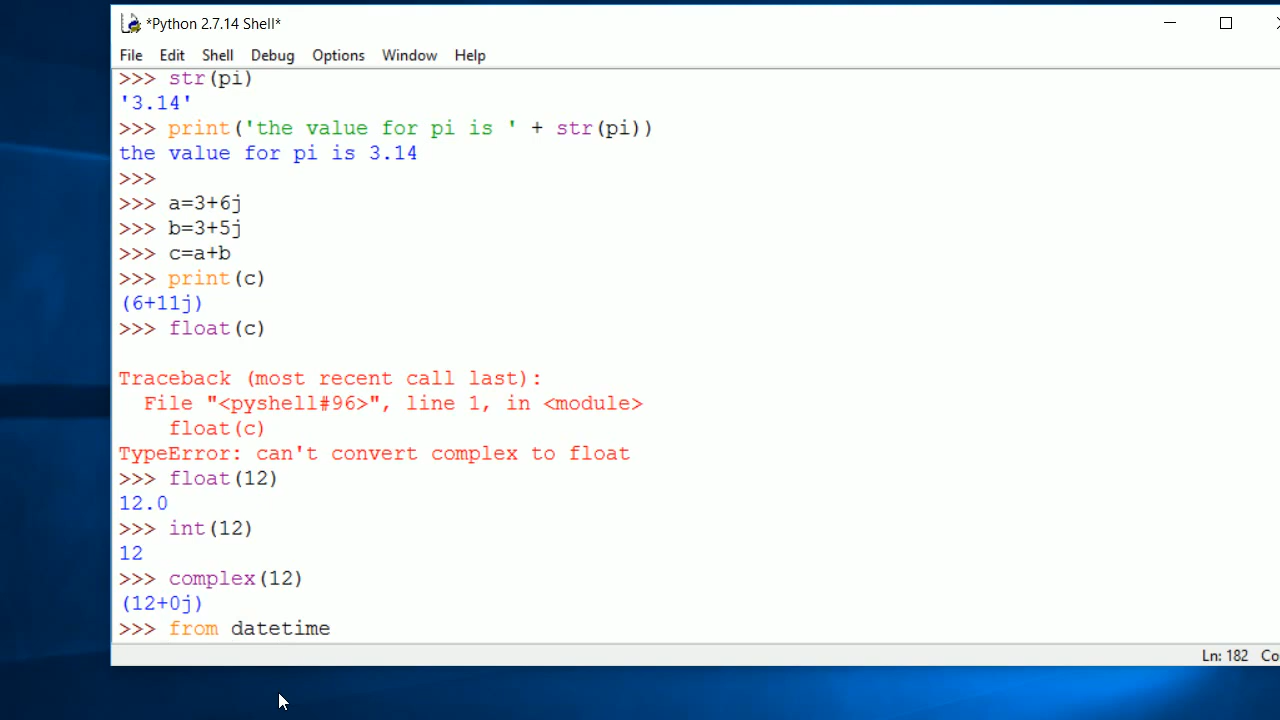 *Python 2.7.14 Shell*
File Edit Shell Debug Options Window Help
>>> str(pi)
'3.14'
>>> print('the value for pi is ' + str(pi))
the value for pi is 3.14
>>>
>>> a=3+6j
>>> b=3+5j
>>> c=a+b
>>> print(c)
(6+11j)
>>> float(c)
Traceback (most recent call last):
  File "<pyshell#96>", line 1, in <module>
    float(c)
TypeError: can't convert complex to float
>>> float(12)
12.0
>>> int(12)
12
>>> complex(12)
(12+0j)
>>> from datetime
Ln: 182 Co